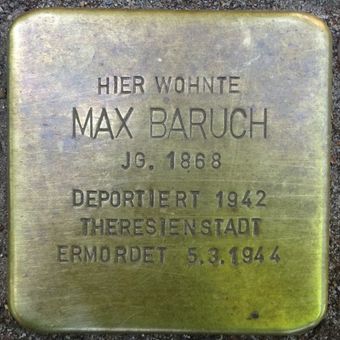 HIER WOHNTE
MAX BARUCH
JG. 1868
DEPORTIERT 1942
THERESIENSTADT
ERMORDET 5.3.1944